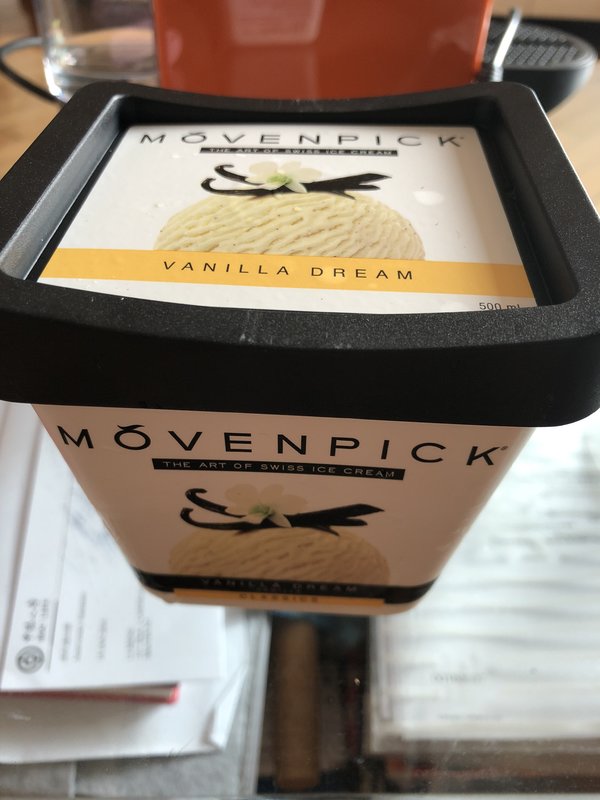 MÖVENPICK
THE ART OF SWISS ICE CREAM
VANILLA DREAM
500 ml
MÖVENPICK
THE ART OF SWISS ICE CREAM
VANILLA DREAM
CLASSICS